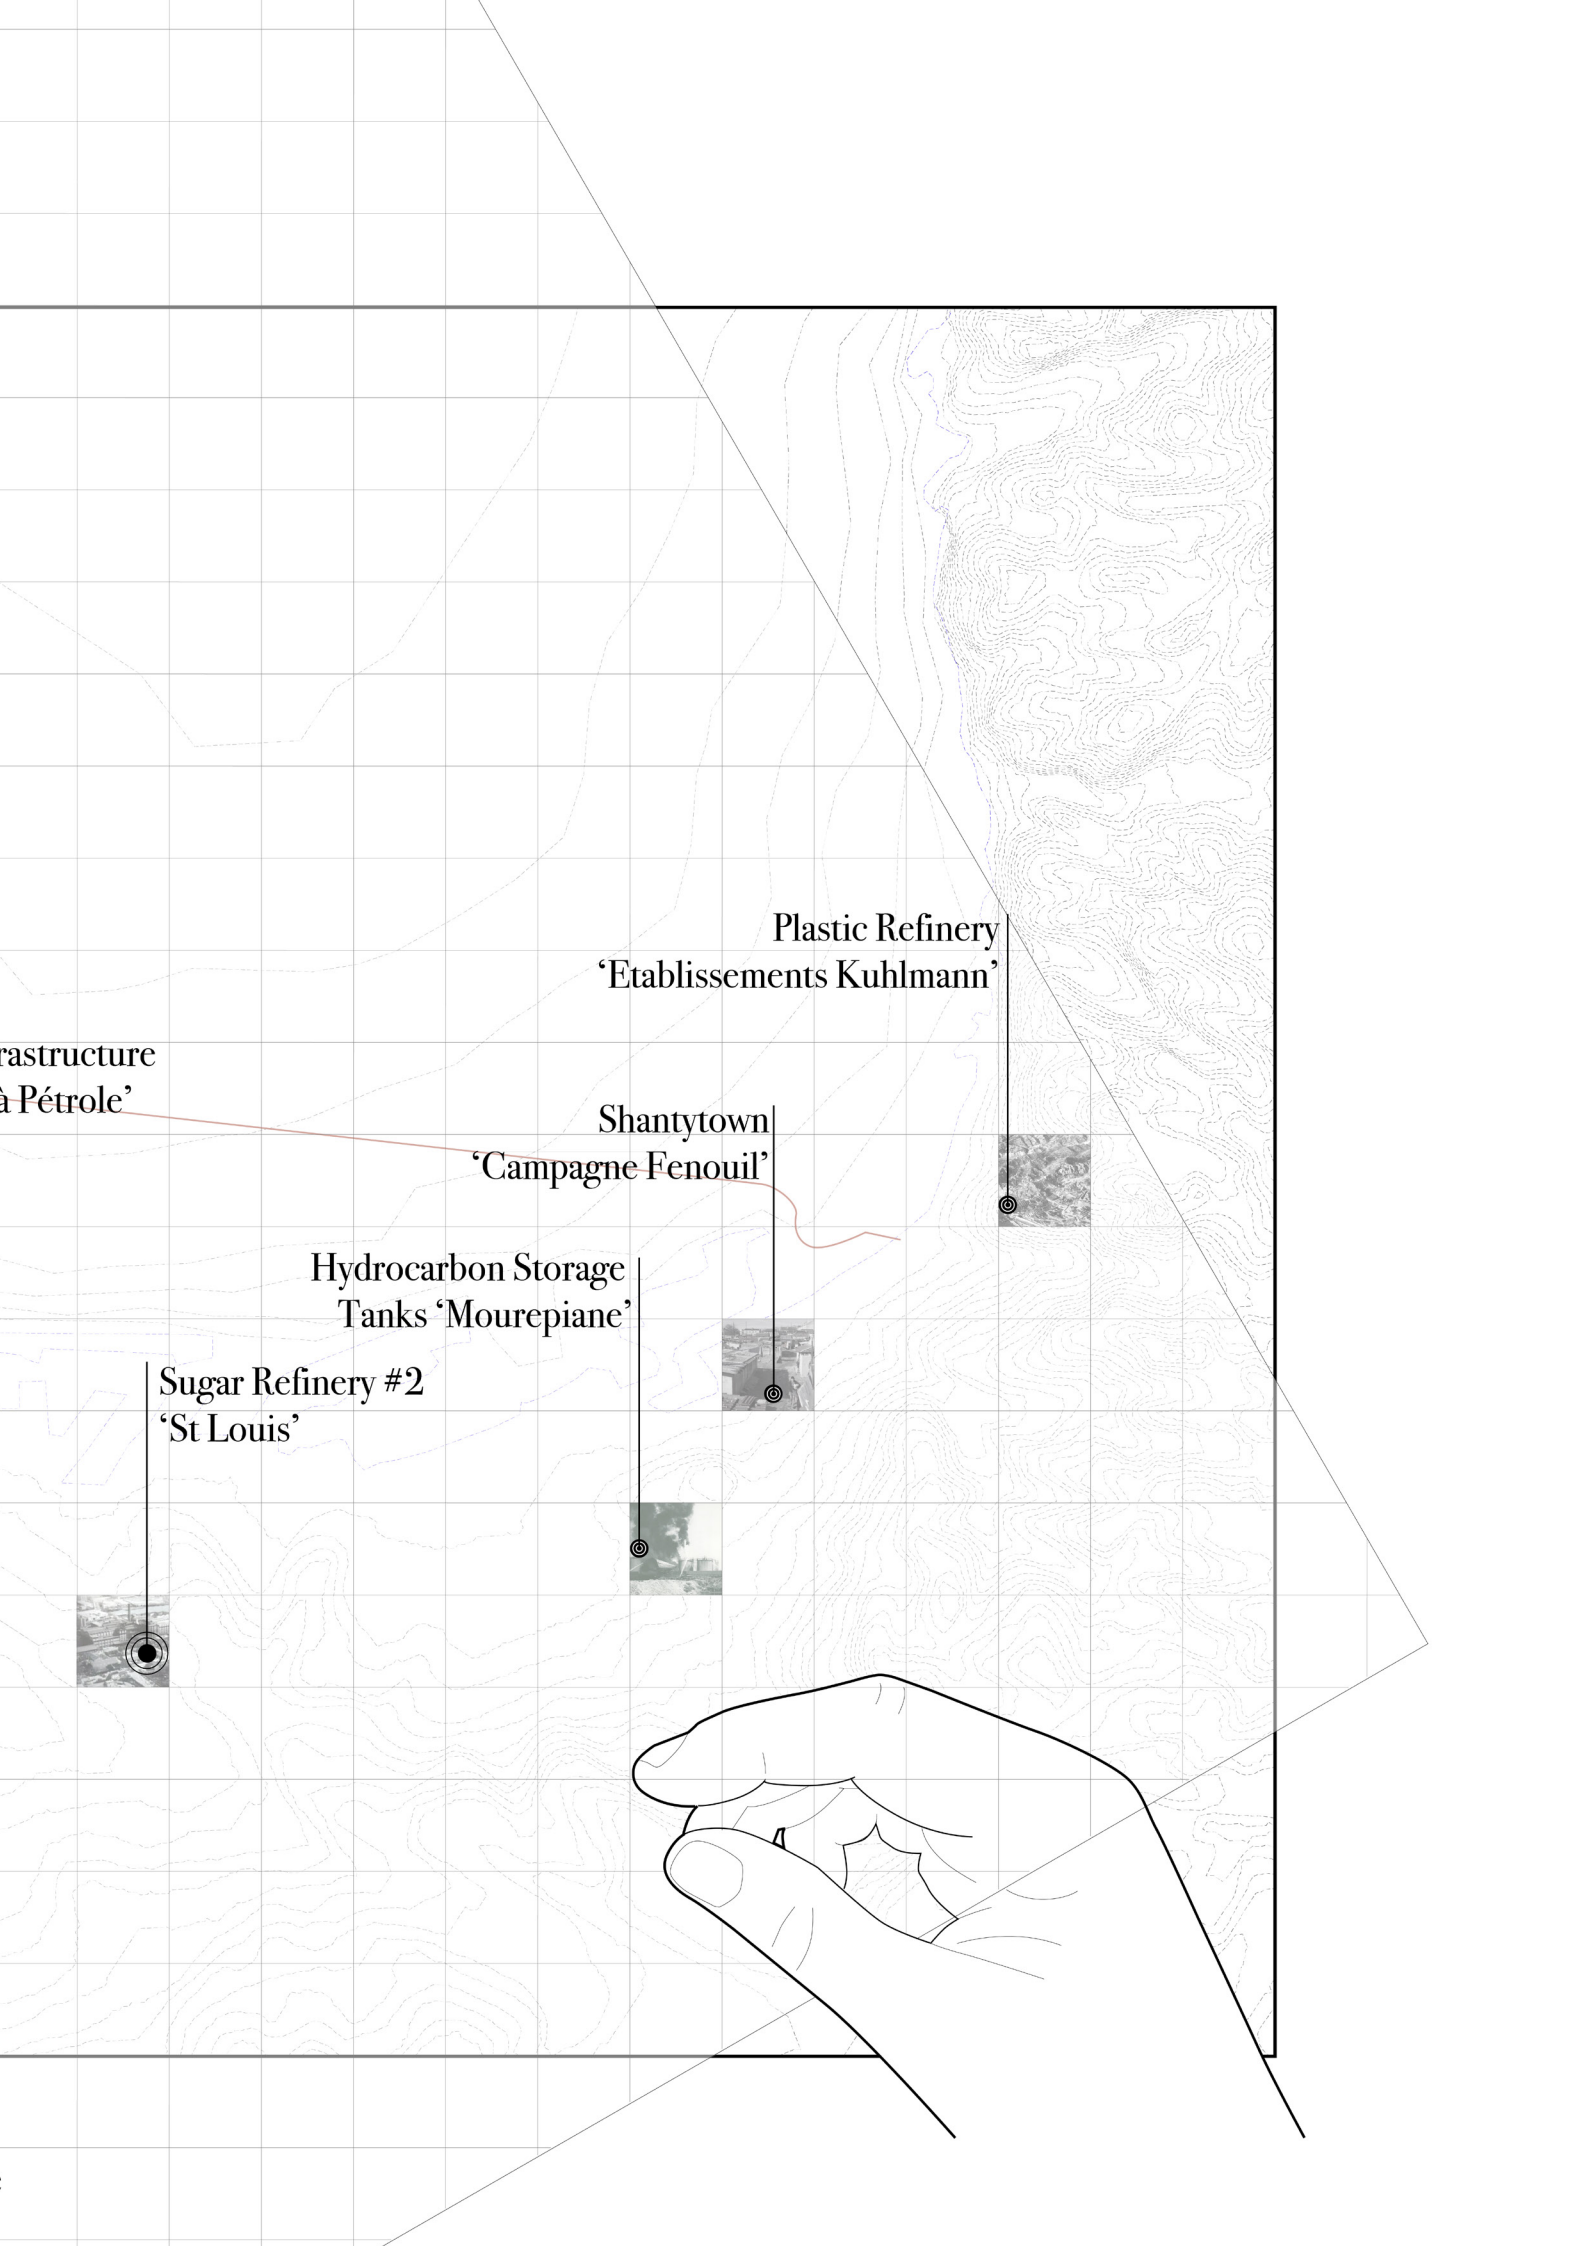 Plastic Refinery
‘Etablissements Kuhlmann’
rastructure
à Pétrole’
Shantytown
‘Campagne Fenouil’
Hydrocarbon Storage
Tanks ‘Mourepiane’
Sugar Refinery #2
‘St Louis’